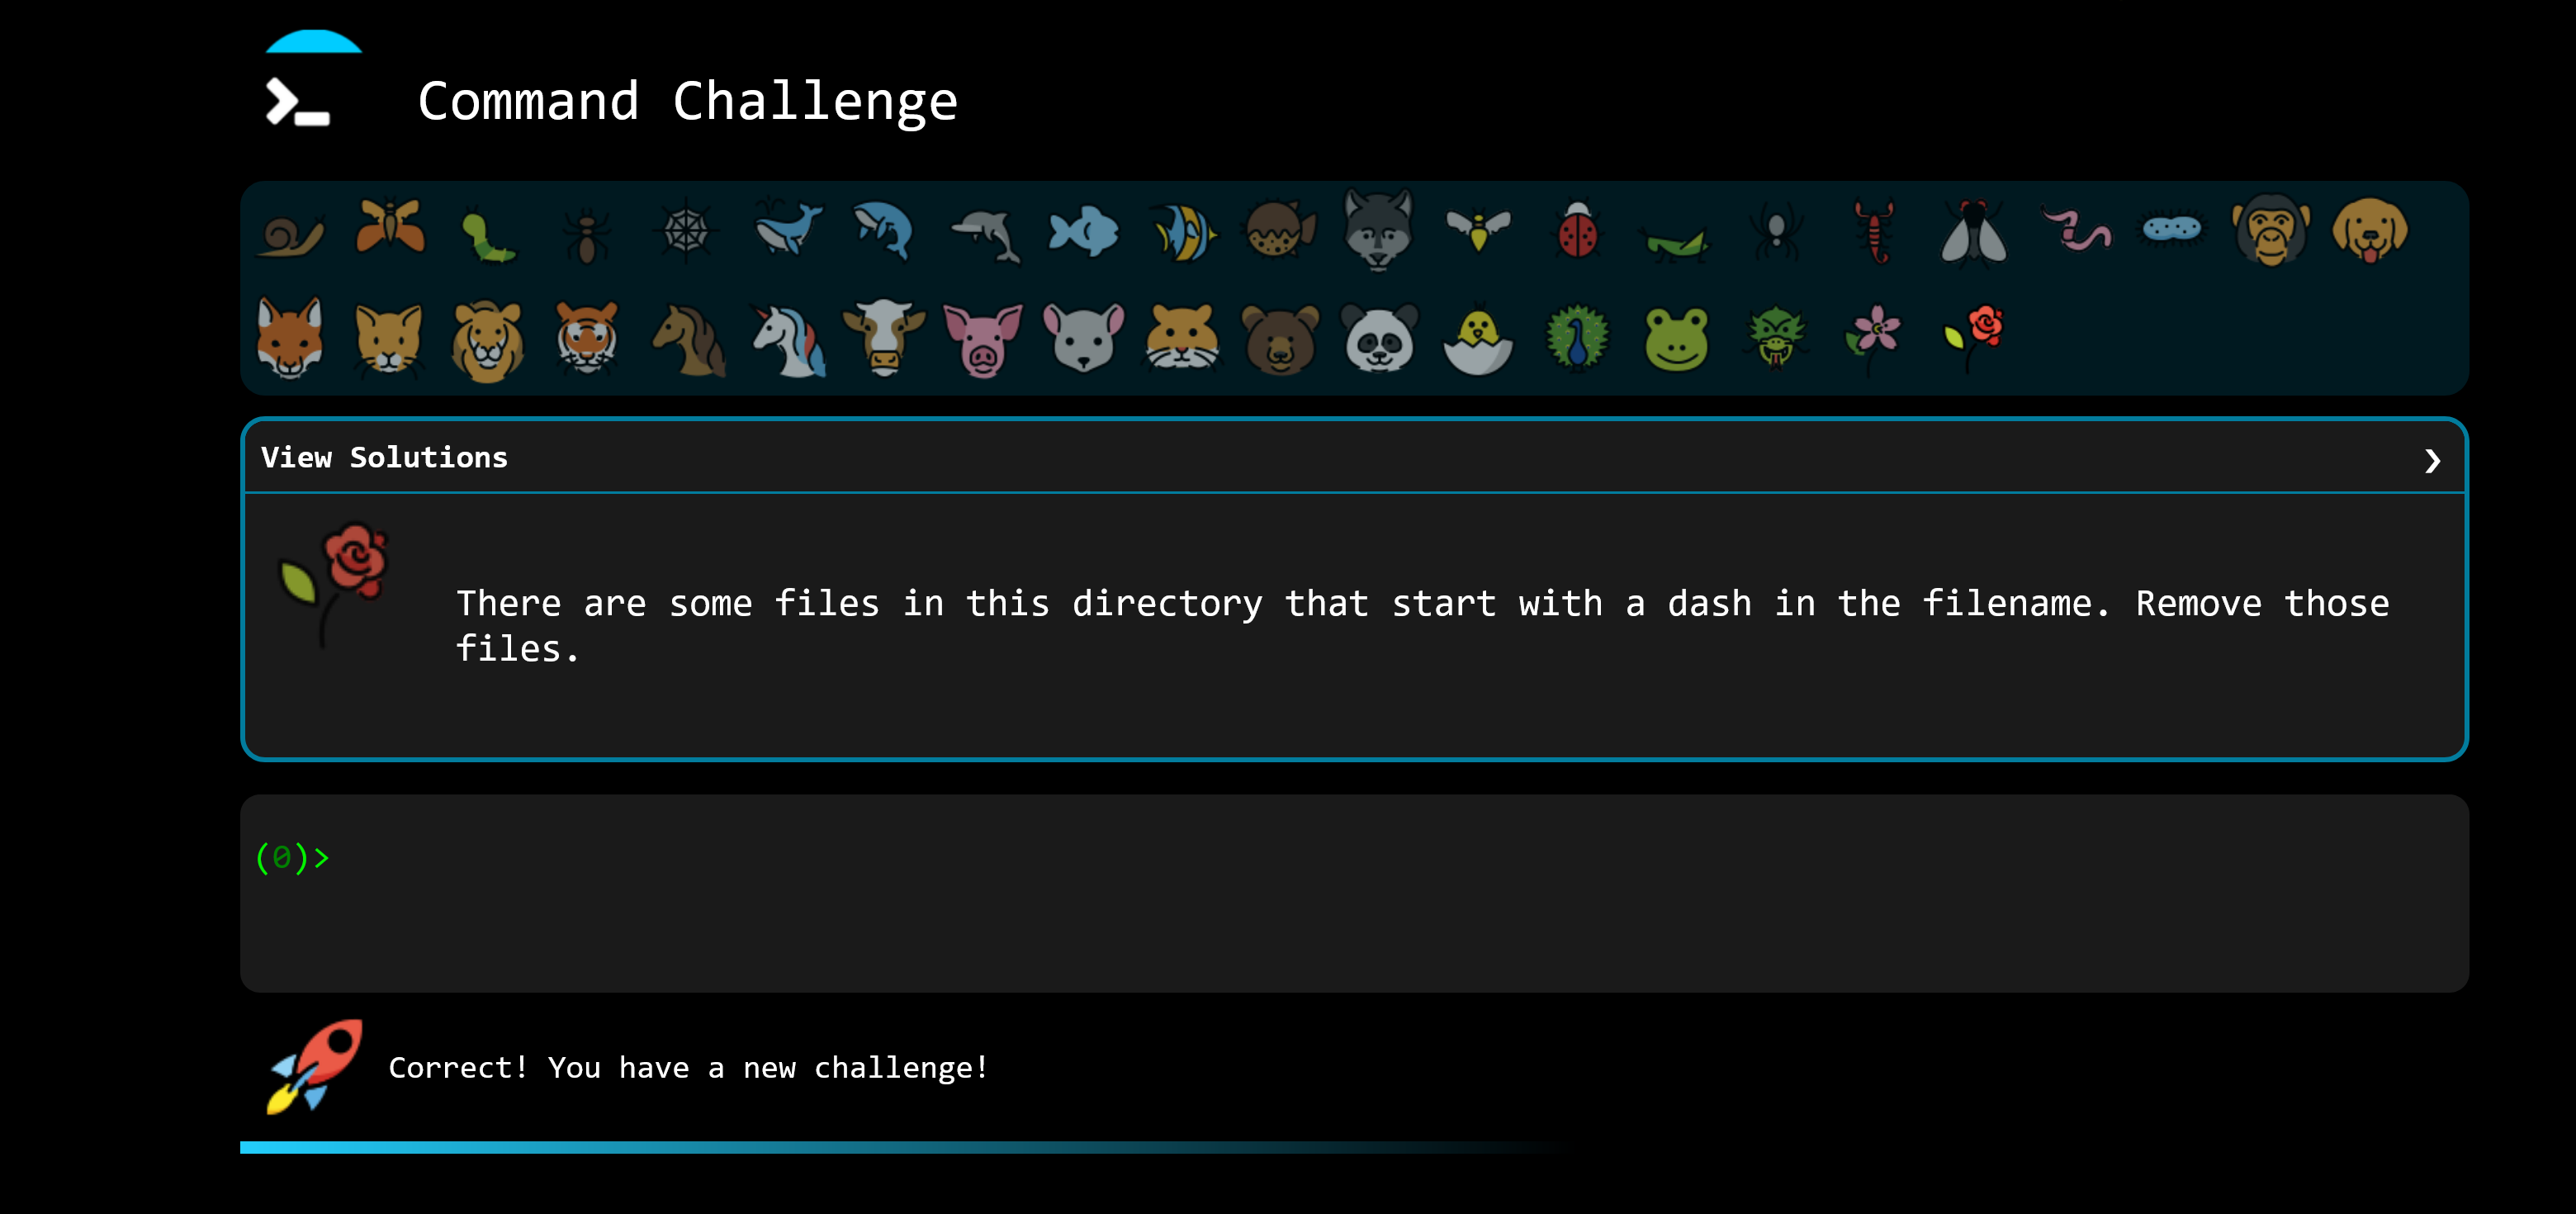 Command Challenge
View Solutions
There are some files in this directory that start with a dash in the filename. Remove those
files.
(0)>
Correct! You have a new challenge!